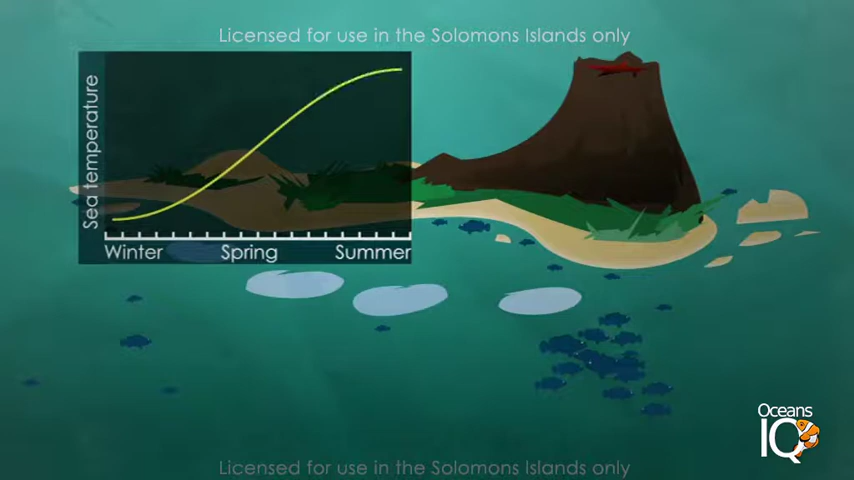 Licensed for use in the Solomons Islands only
Sea temperature
Winter Spring Summer
Oceans
IQ
Licensed for use in the Solomons Islands only